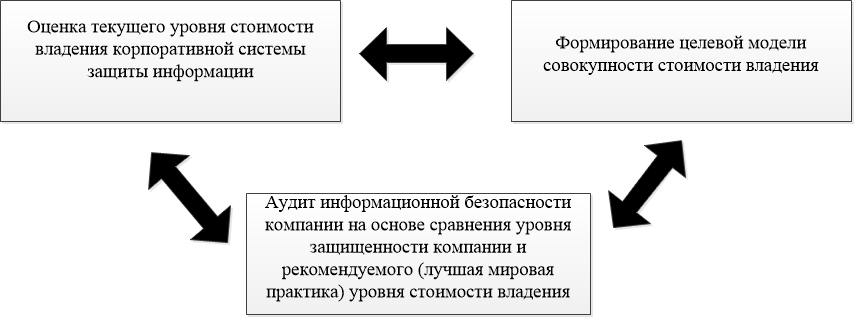 Оценка текущего уровня стоимости
владения корпоративной системы
защиты информации
Формирование целевой модели
совокупности стоимости владения
Аудит информационной безопасности
компании на основе сравнения уровня
защищенности компании и
рекомендуемого (лучшая мировая
практика) уровня стоимости владения